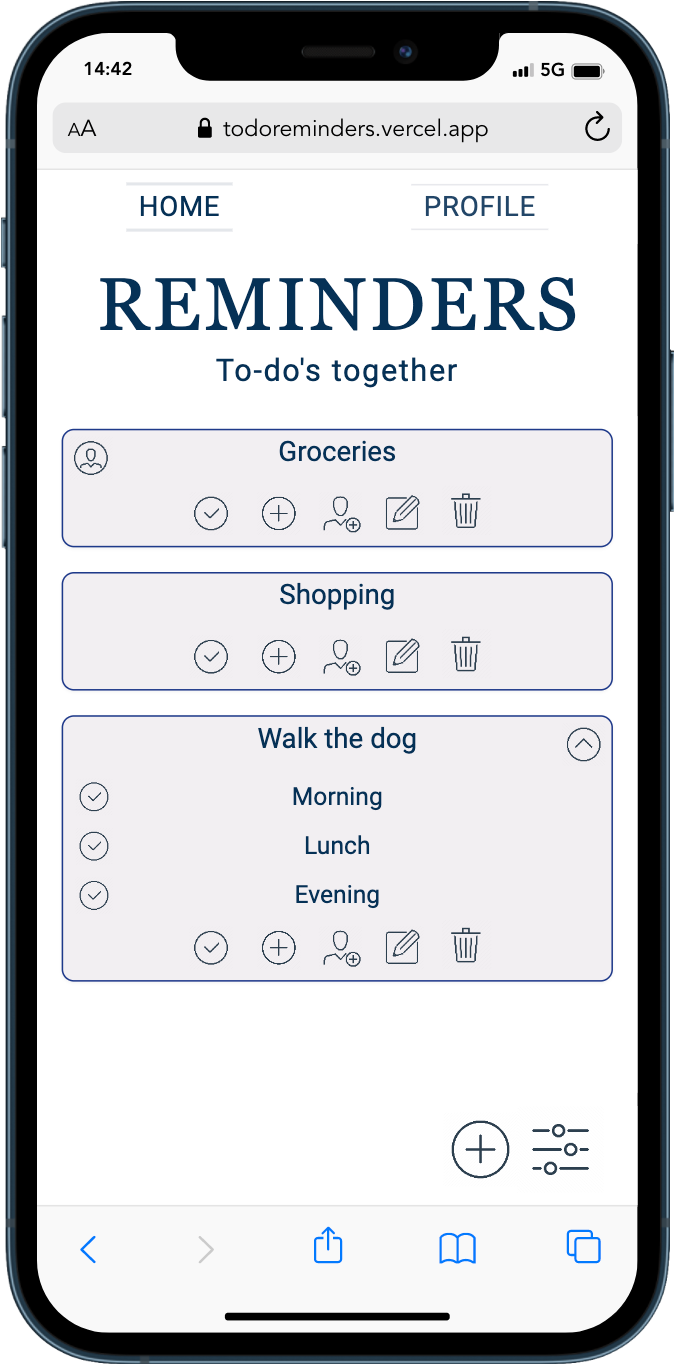 14:42
5G
AA
todoreminders.vercel.app
HOME
PROFILE
REMINDERS
To-do's together
Groceries
Shopping
Walk the dog
Morning
Lunch
Evening